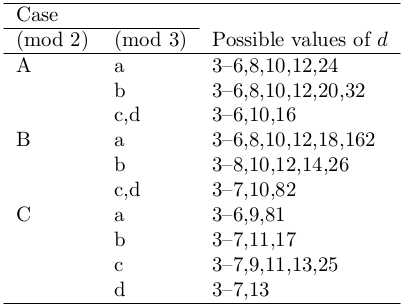 Case
(mod 2) (mod 3) Possible values of d
A a 3–6,8,10,12,24
b 3–6,8,10,12,20,32
c,d 3–6,10,16
B a 3–6,8,10,12,18,162
b 3–8,10,12,14,26
c,d 3–7,10,82
C a 3–6,9,81
b 3–7,11,17
c 3–7,9,11,13,25
d 3–7,13